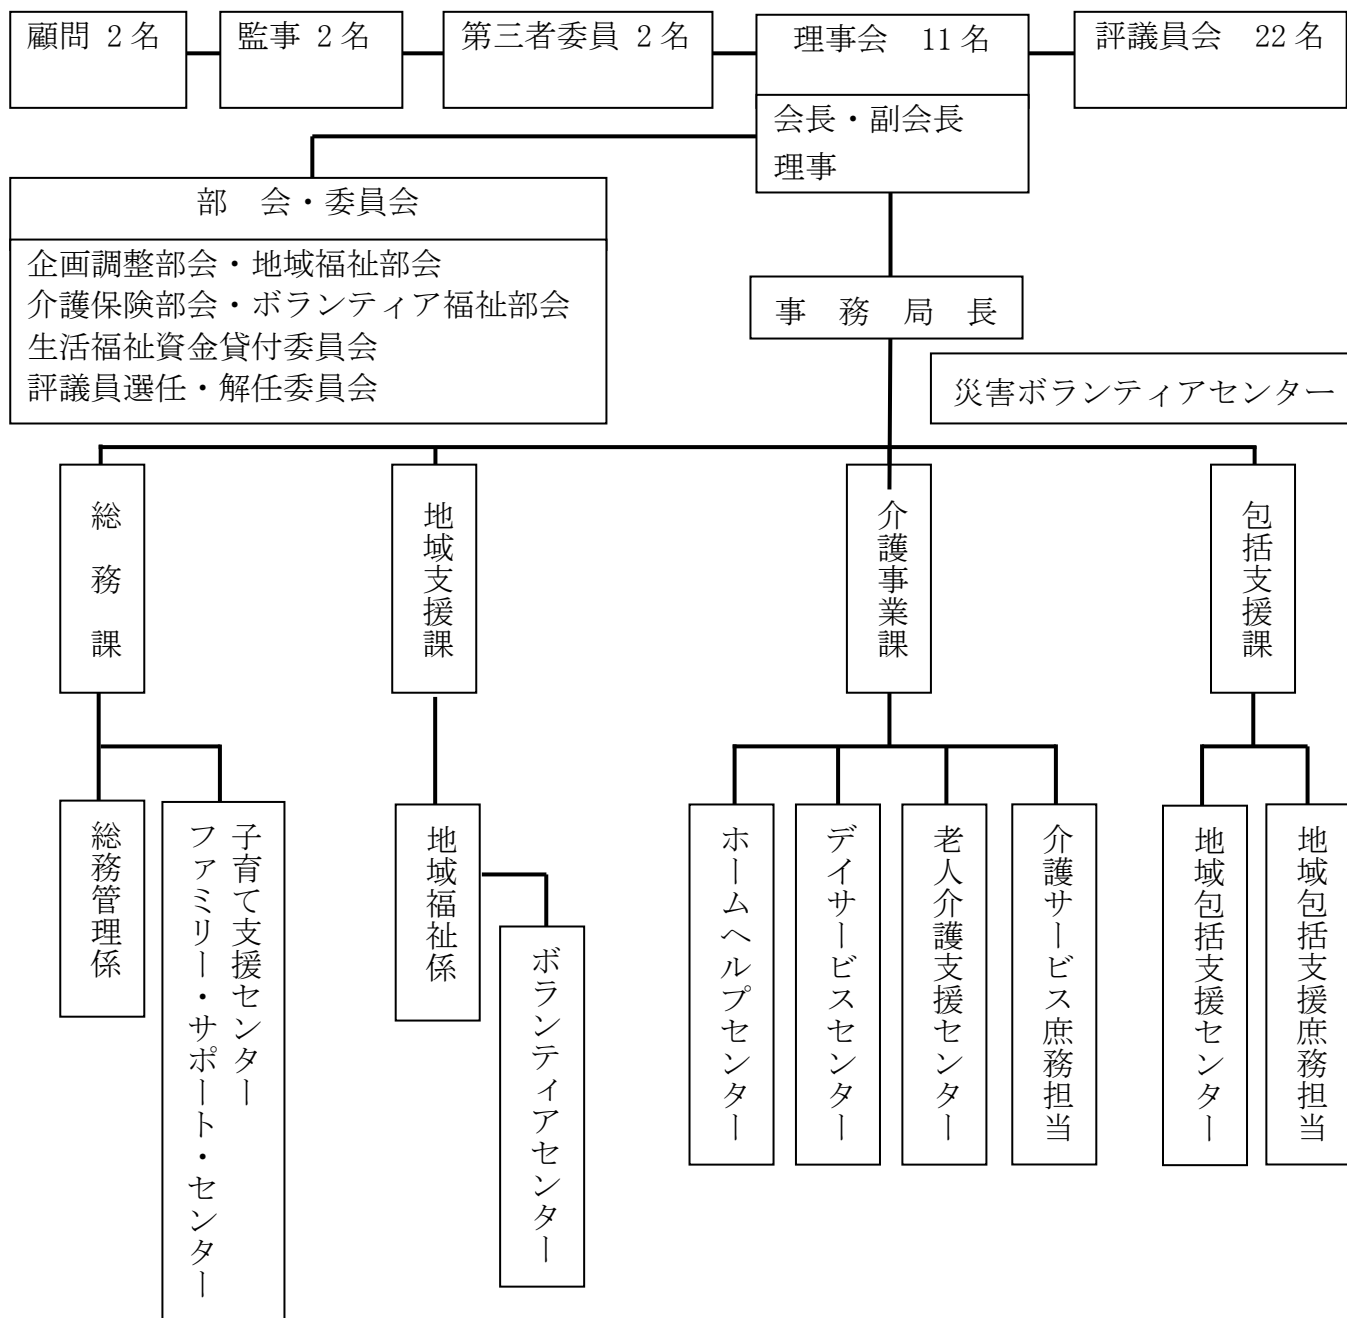 顧問 2名
監事 2名
第三者委員 2名
理事会　11名
評議員会　22名
会長・副会長
理事
部　会・委員会
企画調整部会・地域福祉部会
介護保険部会・ボランティア福祉部会
生活福祉資金貸付委員会
評議員選任・解任委員会
事　務　局　長
災害ボランティアセンター
総　務　課
地域支援課
介護事業課
包括支援課
総務管理係
子育て支援センター
ファミリー・サポート・センター
地域福祉係
ボランティアセンター
ホームヘルプセンター
デイサービスセンター
老人介護支援センター
介護サービス庶務担当
地域包括支援センター
地域包括支援庶務担当